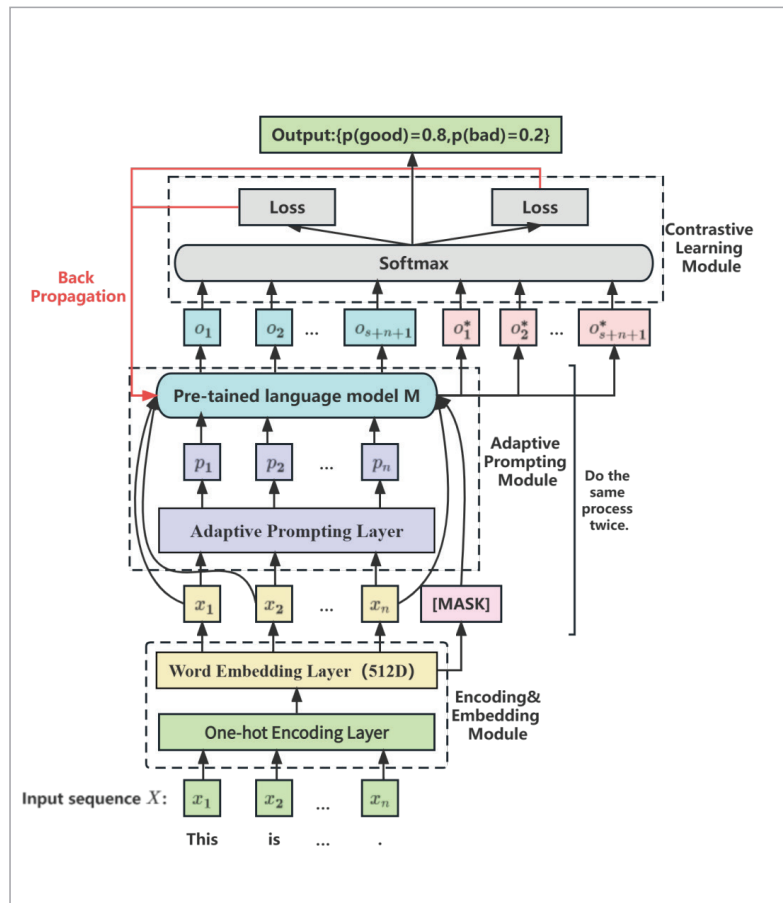 Output:{p(good)=0.8,p(bad)=0.2}
Loss
Loss
Contrastive
Learning
Module
Softmax
Back
Propagation
o₁
o₂
...
oₛ₊ₙ₊₁
o₁*
o₂*
...
o*ₛ₊ₙ₊₁
Pre-tained language model M
Adaptive
Prompting
Module
p₁
p₂
...
pₙ
Do the
same
process
twice.
Adaptive Prompting Layer
x₁
x₂
...
xₙ
[MASK]
Word Embedding Layer (512D)
Encoding&
Embedding
Module
One-hot Encoding Layer
Input sequence X:
x₁
x₂
...
xₙ
This
is
...
.